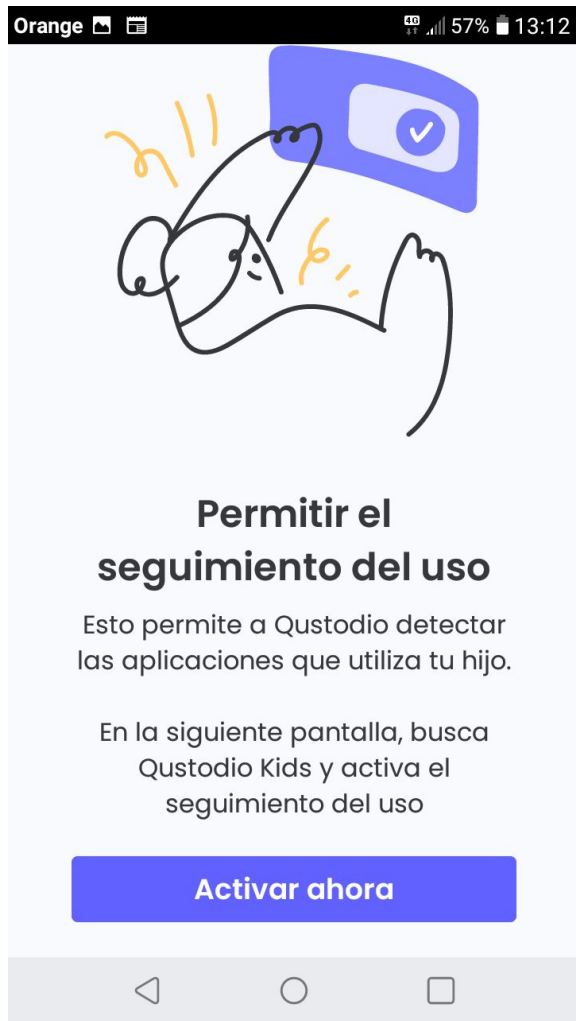 Orange 4G 57% 13:12
Permitir el
seguimiento del uso
Esto permite a Qustodio detectar
las aplicaciones que utiliza tu hijo.
En la siguiente pantalla, busca
Qustodio Kids y activa el
seguimiento del uso
Activar ahora